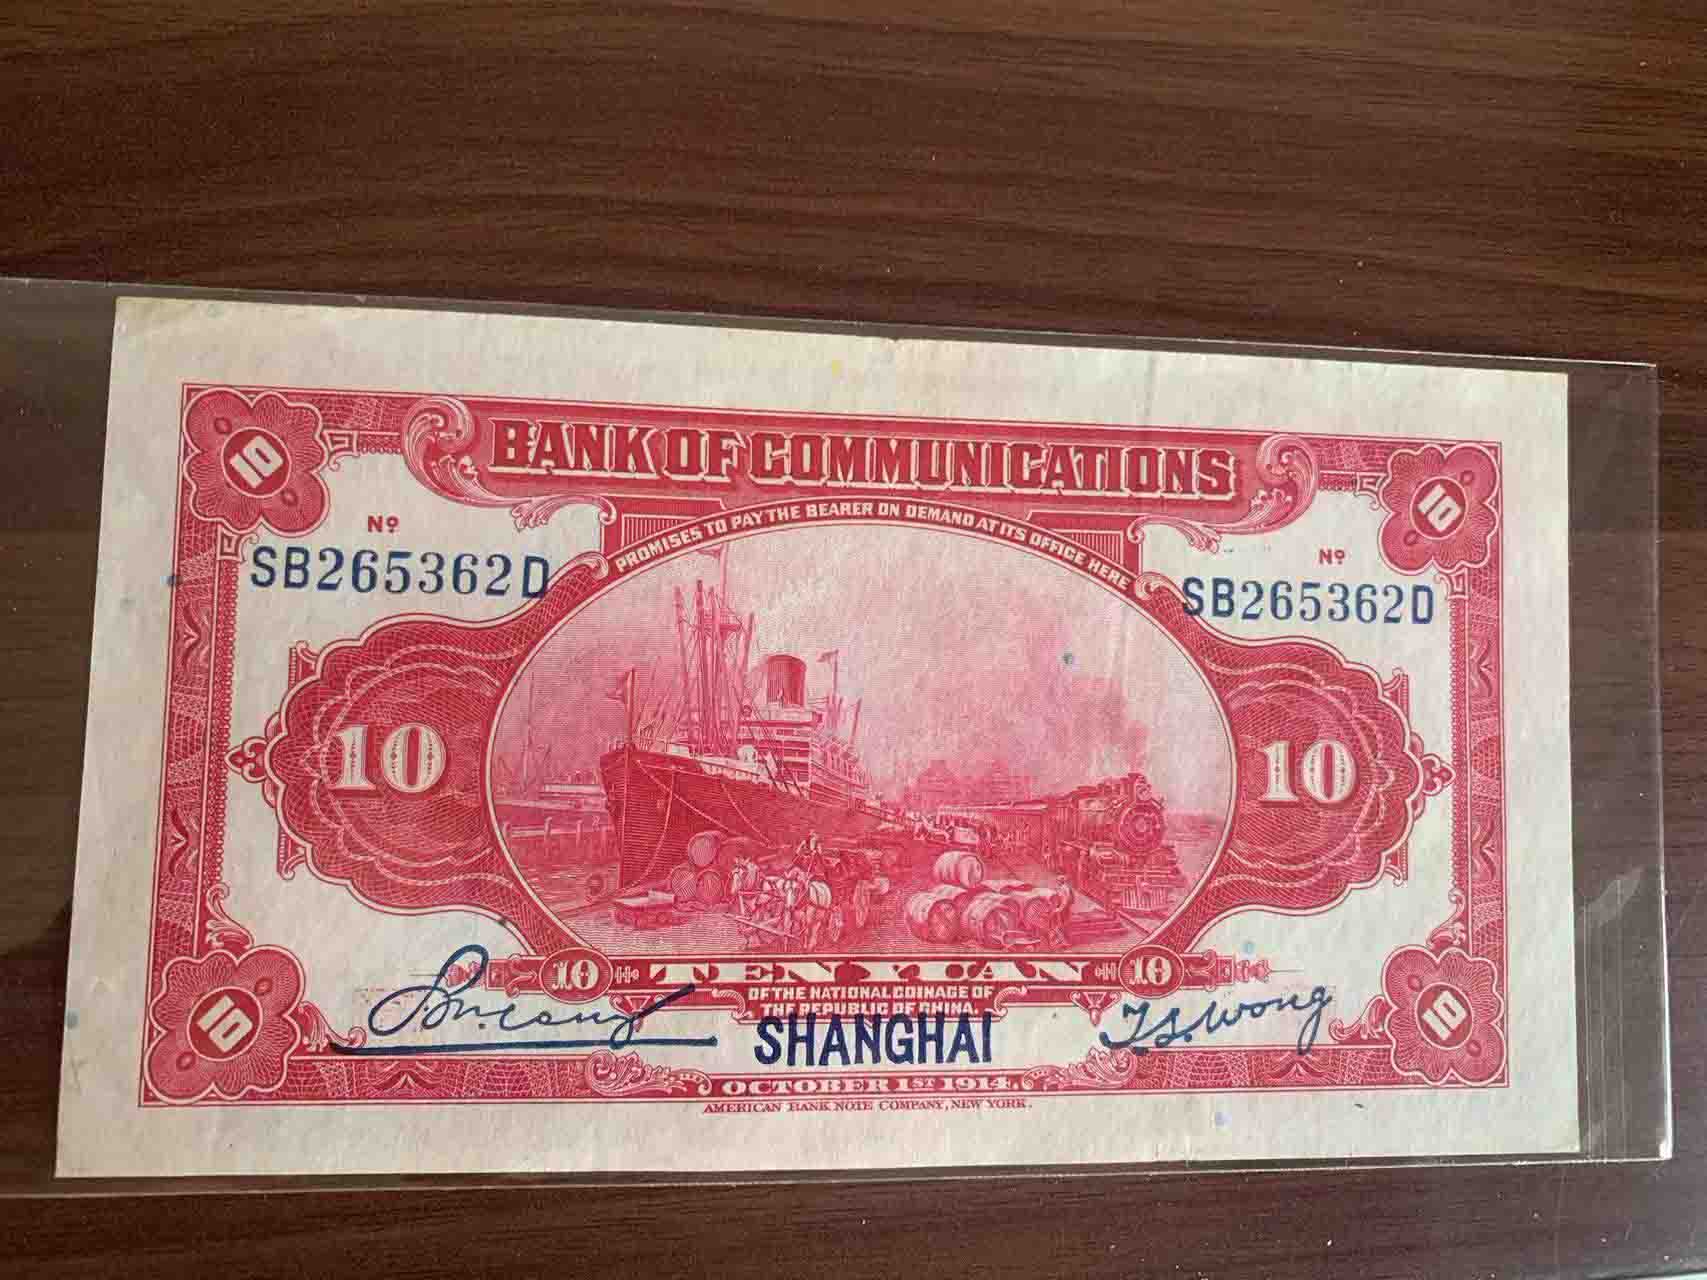 BANK OF COMMUNICATIONS
PROMISES TO PAY THE BEARER ON DEMAND AT ITS OFFICE HERE
10 10
Nº Nº
SB265362D SB265362D
10 10
10 TEN YUAN 10
OF THE NATIONAL COINAGE OF
THE REPUBLIC OF CHINA.
T.S. Wong
SHANGHAI
10 10
OCTOBER 1ST 1914.
AMERICAN BANK NOTE COMPANY, NEW YORK.